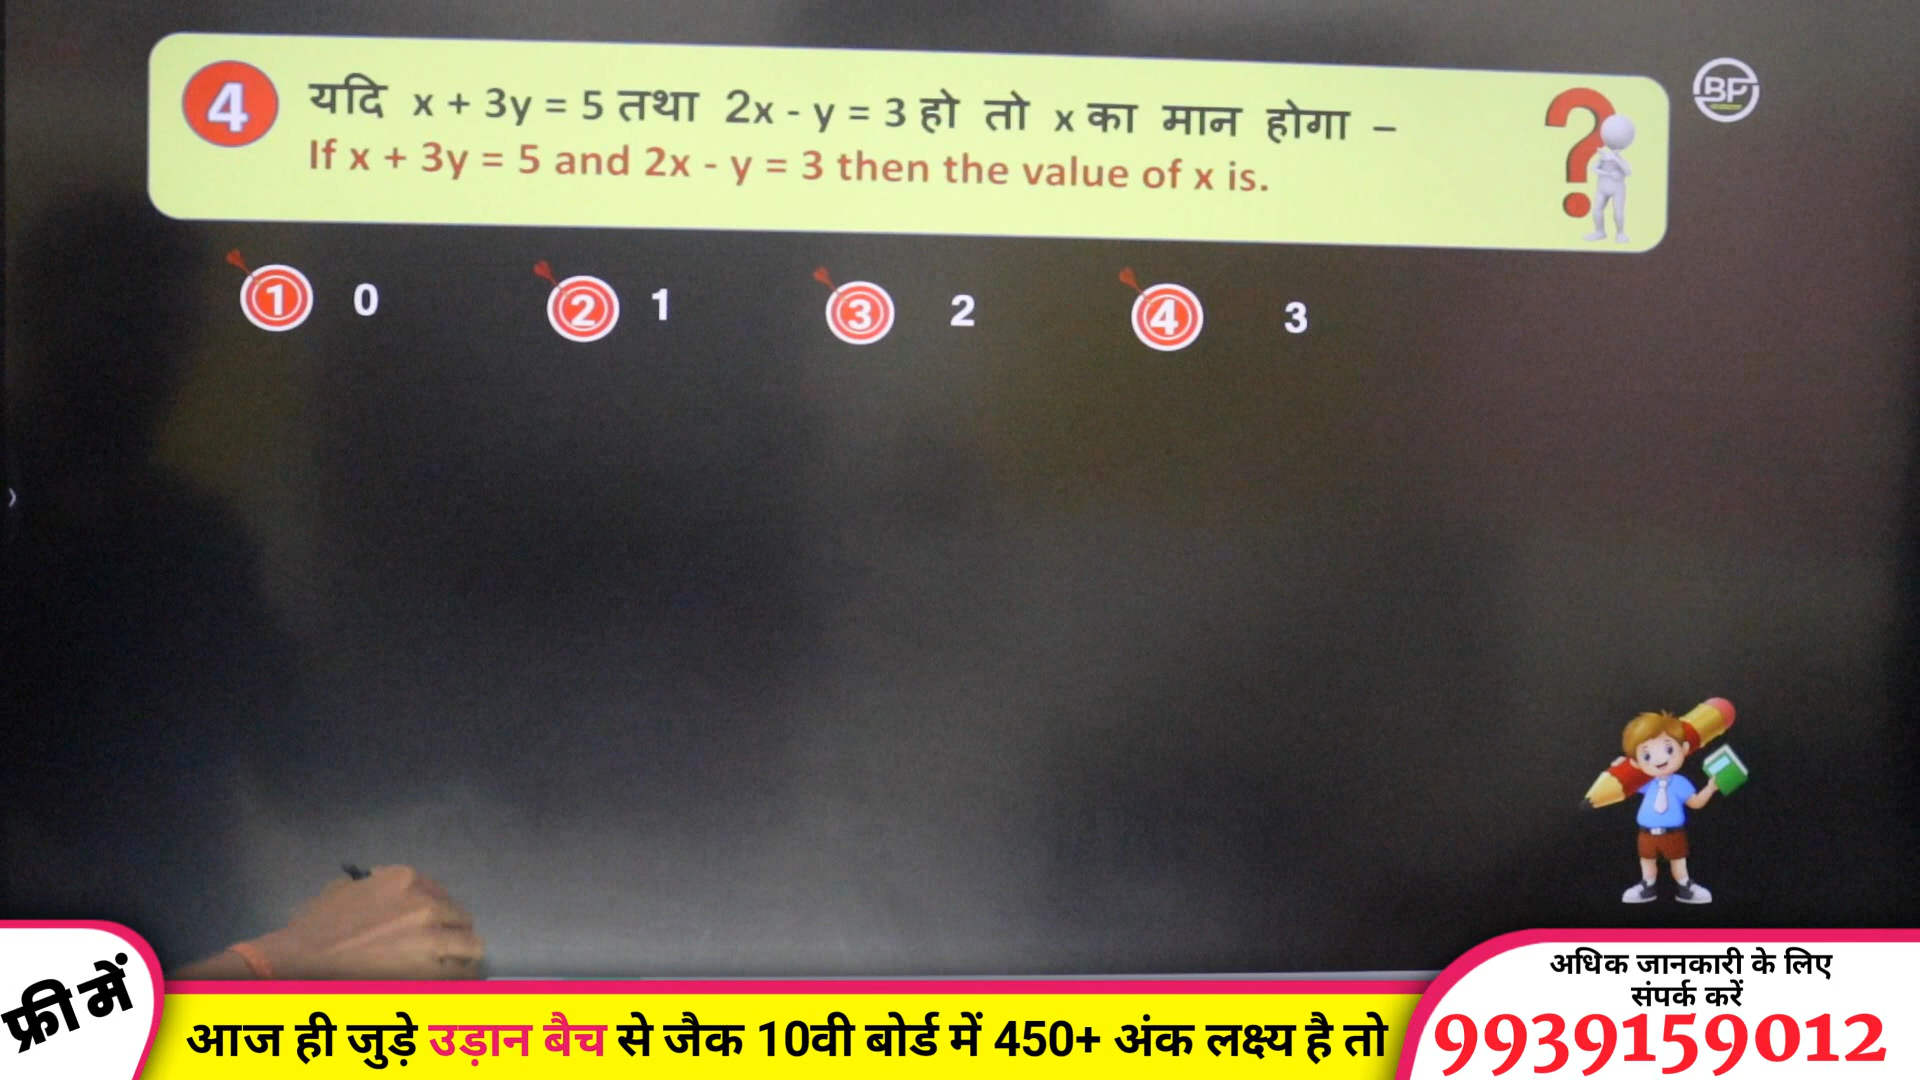 4
यदि x + 3y = 5 तथा 2x - y = 3 हो तो x का मान होगा –
If x + 3y = 5 and 2x - y = 3 then the value of x is.
BP
1 0 2 1 3 2 4 3
फ्री में
आज ही जुड़े उड़ान बैच से जैक 10वी बोर्ड में 450+ अंक लक्ष्य है तो
अधिक जानकारी के लिए
संपर्क करें
9939159012